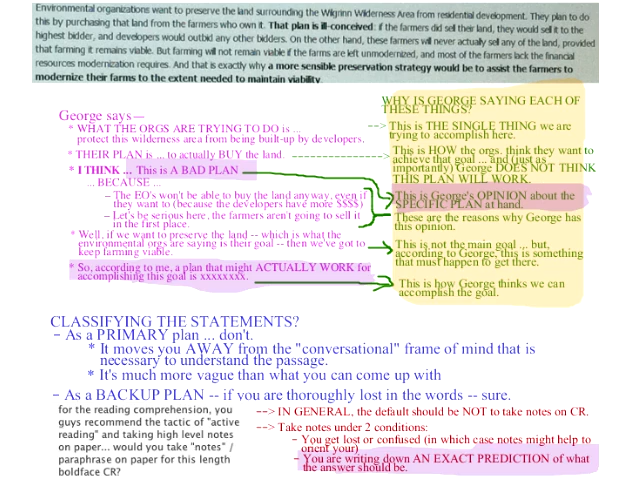 Environmental organizations want to preserve the land surrounding the Wilgrinn Wilderness Area from residential development. They plan to do
this by purchasing that land from the farmers who own it. That plan is ill-conceived: if the farmers did sell their land, they would sell it to the
highest bidder, and developers would outbid any other bidders. On the other hand, these farmers will never actually sell any of the land, provided
that farming it remains viable. But farming will not remain viable if the farms are left unmodernized, and most of the farmers lack the financial
resources modernization requires. And that is exactly why a more sensible preservation strategy would be to assist the farmers to
modernize their farms to the extent needed to maintain viability.
George says—
* WHAT THE ORGS ARE TRYING TO DO is ...
protect this wilderness area from being built-up by developers.
* THEIR PLAN is ... to actually BUY the land. ----------------->
* I THINK ... This is A BAD PLAN
... BECAUSE ...
– The EO's won't be able to buy the land anyway, even if
they want to (because the developers have more $$$$)
– Let's be serious here, the farmers aren't going to sell it
in the first place.
* Well, if we want to preserve the land -- which is what the
environmental orgs are saying is their goal -- then we've got to
keep farming viable.
* So, according to me, a plan that might ACTUALLY WORK for
accomplishing this goal is xxxxxxxx.
WHY IS GEORGE SAYING EACH OF
THESE THINGS?
--> This is THE SINGLE THING we are
trying to accomplish here.
This is HOW the orgs. think they want to
achieve that goal ... and (just as
importantly) George DOES NOT THINK
THIS PLAN WILL WORK.
This is George's OPINION about the
SPECIFIC PLAN at hand.
These are the reasons why George has
this opinion.
This is not the main goal ... but,
according to George, this is something
that must happen to get there.
This is how George thinks we can
accomplish the goal.
CLASSIFYING THE STATEMENTS?
– As a PRIMARY plan ... don't.
* It moves you AWAY from the "conversational" frame of mind that is
necessary to understand the passage.
* It's much more vague than what you can come up with
– As a BACKUP PLAN -- if you are thoroughly lost in the words -- sure.
for the reading comprehension, you
guys recommend the tactic of "active
reading" and taking high level notes
on paper... would you take "notes" /
paraphrase on paper for this length
boldface CR?
--> IN GENERAL, the default should be NOT to take notes on CR.
--> Take notes under 2 conditions:
– You get lost or confused (in which case notes might help to
orient your)
– You are writing down AN EXACT PREDICTION of what
the answer should be.